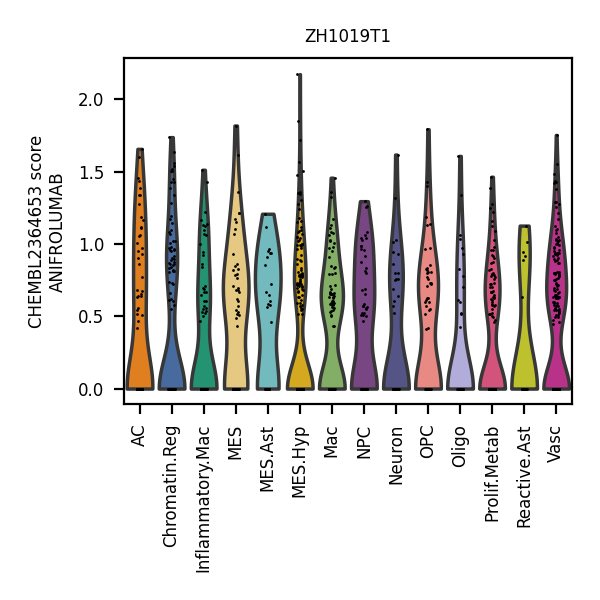 ZH1019T1
CHEMBL2364653 score
ANIFROLUMAB
2.0
1.5
1.0
0.5
0.0
AC
Chromatin.Reg
Inflammatory.Mac
MES
MES.Ast
MES.Hyp
Mac
NPC
Neuron
OPC
Oligo
Prolif.Metab
Reactive.Ast
Vasc